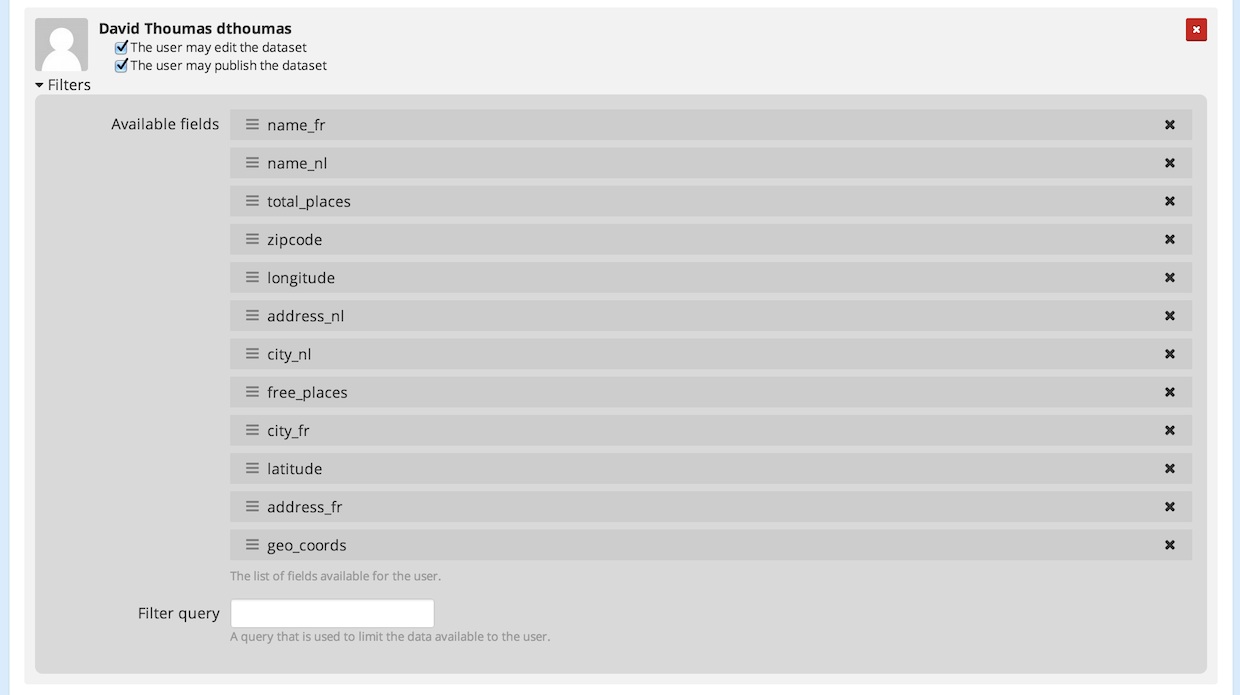 David Thoumas dthoumas
The user may edit the dataset
The user may publish the dataset
Filters
Available fields
name_fr
name_nl
total_places
zipcode
longitude
address_nl
city_nl
free_places
city_fr
latitude
address_fr
geo_coords
The list of fields available for the user.
Filter query
A query that is used to limit the data available to the user.